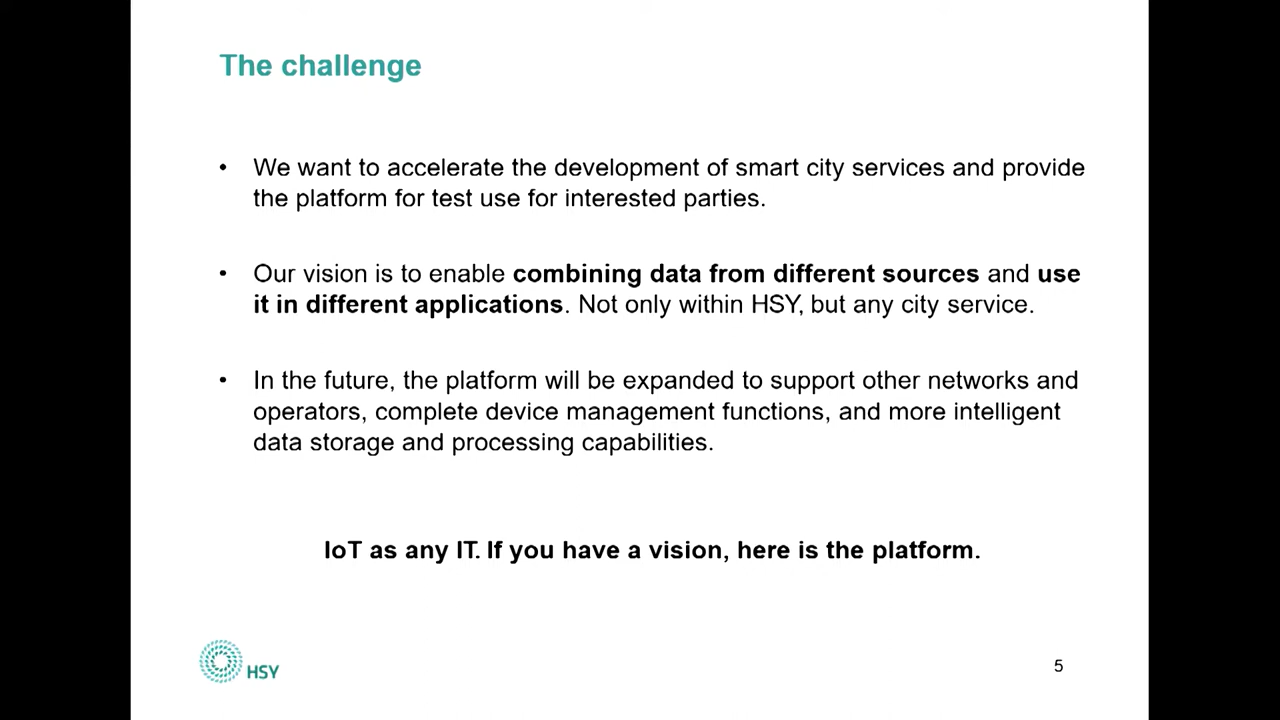 The challenge
• We want to accelerate the development of smart city services and provide
the platform for test use for interested parties.
• Our vision is to enable combining data from different sources and use
it in different applications. Not only within HSY, but any city service.
• In the future, the platform will be expanded to support other networks and
operators, complete device management functions, and more intelligent
data storage and processing capabilities.
IoT as any IT. If you have a vision, here is the platform.
HSY
5